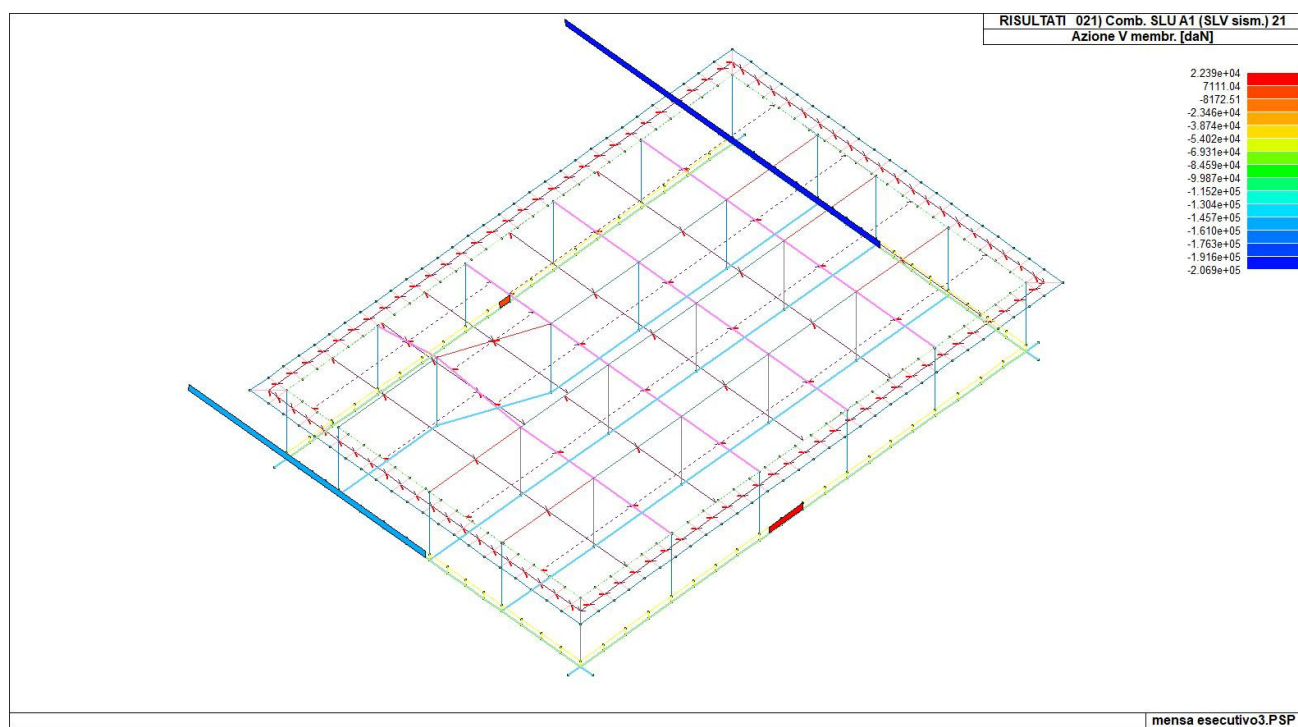 RISULTATI 021) Comb. SLU A1 (SLV sism.) 21
Azione V membr. [daN]
2.239e+04
7111.04
-8172.51
-2.346e+04
-3.874e+04
-5.402e+04
-6.931e+04
-8.459e+04
-9.987e+04
-1.152e+05
-1.304e+05
-1.457e+05
-1.610e+05
-1.763e+05
-1.916e+05
-2.069e+05
mensa esecutivo3.PSP